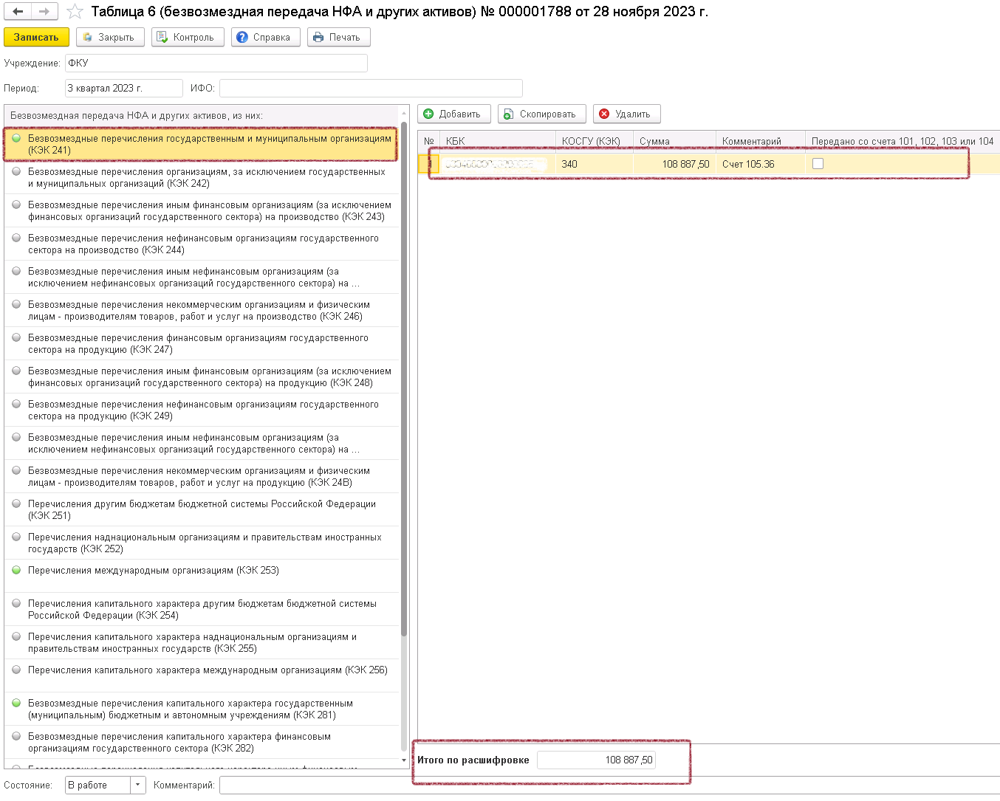 Таблица 6 (безвозмездная передача НФА и других активов) № 000001788 от 28 ноября 2023 г.
Записать Закрыть Контроль Справка Печать
Учреждение: ФКУ
Период: 3 квартал 2023 г. ИФО:
Безвозмездная передача НФА и других активов, из них:
Безвозмездные перечисления государственным и муниципальным организациям
(КЭК 241)
Безвозмездные перечисления организациям, за исключением государственных
и муниципальных организаций (КЭК 242)
Безвозмездные перечисления иным финансовым организациям (за исключением
финансовых организаций государственного сектора) на производство (КЭК 243)
Безвозмездные перечисления нефинансовым организациям государственного
сектора на производство (КЭК 244)
Безвозмездные перечисления иным нефинансовым организациям (за
исключением нефинансовых организаций государственного сектора) на ...
Безвозмездные перечисления некоммерческим организациям и физическим
лицам - производителям товаров, работ и услуг на производство (КЭК 246)
Безвозмездные перечисления финансовым организациям государственного
сектора на продукцию (КЭК 247)
Безвозмездные перечисления иным финансовым организациям (за исключением
финансовых организаций государственного сектора) на продукцию (КЭК 248)
Безвозмездные перечисления нефинансовым организациям государственного
сектора на продукцию (КЭК 249)
Безвозмездные перечисления иным нефинансовым организациям (за
исключением нефинансовых организаций государственного сектора) на ...
Безвозмездные перечисления некоммерческим организациям и физическим
лицам - производителям товаров, работ и услуг на продукцию (КЭК 24В)
Перечисления другим бюджетам бюджетной системы Российской Федерации
(КЭК 251)
Перечисления наднациональным организациям и правительствам иностранных
государств (КЭК 252)
Перечисления международным организациям (КЭК 253)
Перечисления капитального характера другим бюджетам бюджетной системы
Российской Федерации (КЭК 254)
Перечисления капитального характера наднациональным организациям и
правительствам иностранных государств (КЭК 255)
Перечисления капитального характера международным организациям (КЭК 256)
Безвозмездные перечисления капитального характера государственным
(муниципальным) бюджетным и автономным учреждениям (КЭК 281)
Безвозмездные перечисления капитального характера финансовым
организациям государственного сектора (КЭК 282)
Добавить Скопировать Удалить
№ КБК КОСГУ (КЭК) Сумма Комментарий Передано со счета 101, 102, 103 или 104
1 340 108 887,50 Счет 105.36
Итого по расшифровке 108 887,50
Состояние: В работе Комментарий: